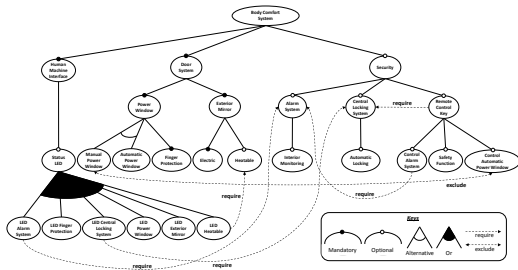 Body Comfort
System
Human
Machine
Interface
Door
System
Security
Power
Window
Exterior
Mirror
Alarm
System
Central
Locking
System
require
Remote
Control
Key
Status
LED
Manual
Power
Window
Automatic
Power
Window
Finger
Protection
Electric
Heatable
Interior
Monitoring
Automatic
Locking
Control
Alarm
System
Safety
Function
Control
Automatic
Power Window
exclude
require
require
LED
Alarm
System
LED Finger
Protection
LED Central
Locking
System
LED
Power
Window
LED
Exterior
Mirror
LED
Heatable
require
require
Keys
Mandatory
Optional
Alternative
Or
require
exclude